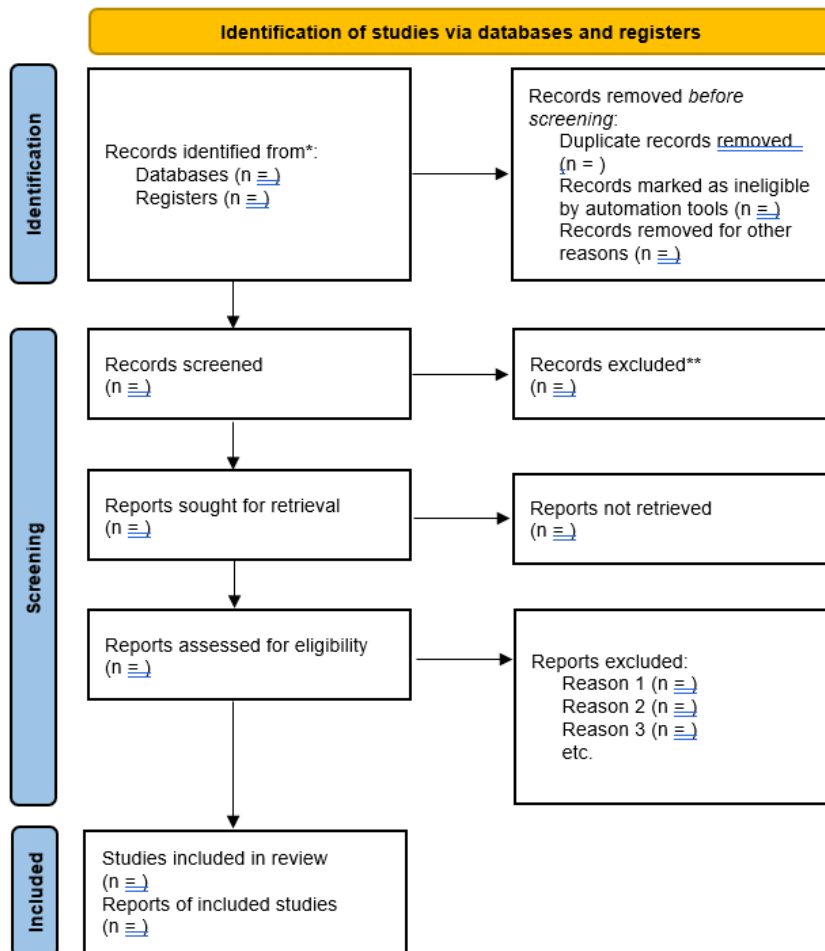 Identification of studies via databases and registers
Identification
Records identified from*:
Databases (n = )
Registers (n = )
Records removed before
screening:
Duplicate records removed
(n = )
Records marked as ineligible
by automation tools (n = )
Records removed for other
reasons (n = )
Screening
Records screened
(n = )
Records excluded**
(n = )
Reports sought for retrieval
(n = )
Reports not retrieved
(n = )
Reports assessed for eligibility
(n = )
Reports excluded:
Reason 1 (n = )
Reason 2 (n = )
Reason 3 (n = )
etc.
Included
Studies included in review
(n = )
Reports of included studies
(n = )